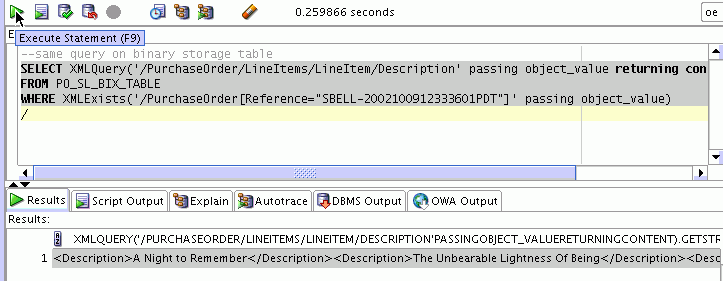 0.259866 seconds
oe
Execute Statement (F9)
E
--same query on binary storage table
SELECT XMLQuery('/PurchaseOrder/LineItems/LineItem/Description' passing object_value returning con
FROM PO_SL_BIX_TABLE
WHERE XMLExists('/PurchaseOrder[Reference="SBELL-2002100912333601PDT"]' passing object_value)
/
Results Script Output Explain Autotrace DBMS Output OWA Output
Results:
XMLQUERY('/PURCHASEORDER/LINEITEMS/LINEITEM/DESCRIPTION'PASSINGOBJECT_VALUERETURNINGCONTENT).GETSTR
1 <Description>A Night to Remember</Description><Description>The Unbearable Lightness Of Being</Description><Desc